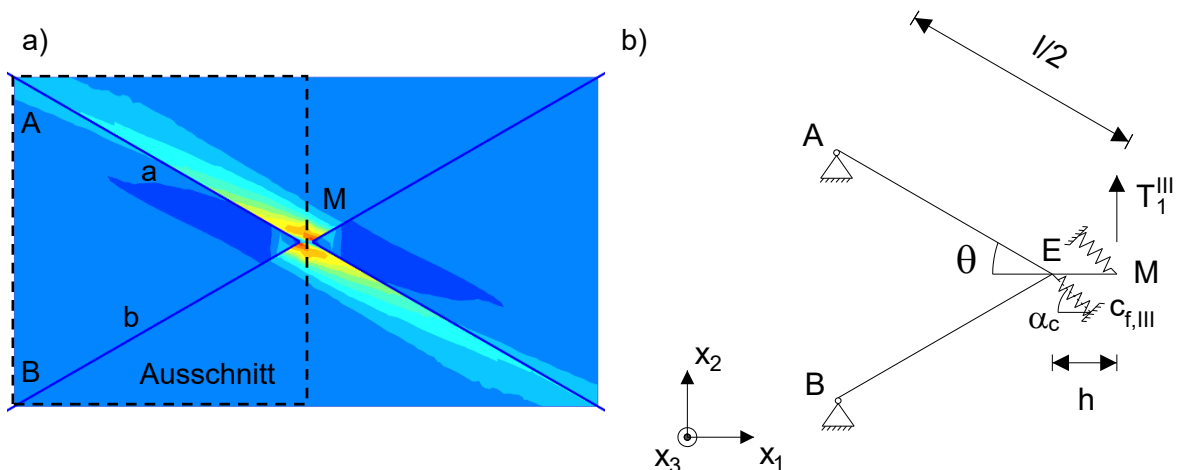 a)
A
a
M
b
B
Ausschnitt
b)
l/2
A
T₁ᴵᴵᴵ
E
M
θ
α_c
c_f,III
B
h
x₂
x₃
x₁